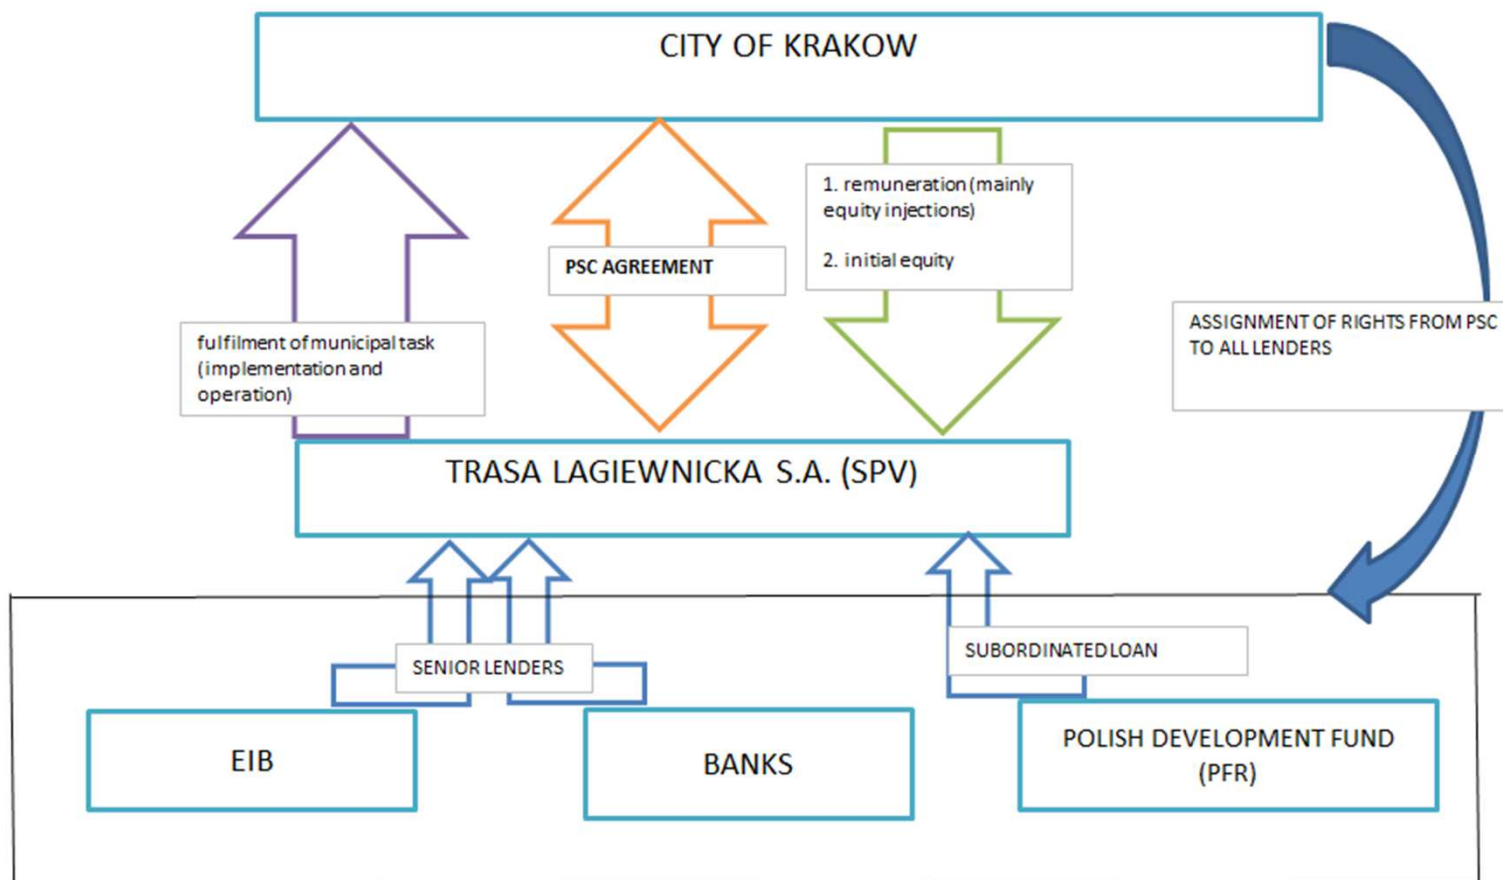 CITY OF KRAKOW
1. remuneration (mainly
equity injections)
2. initial equity
PSC AGREEMENT
ASSIGNMENT OF RIGHTS FROM PSC
TO ALL LENDERS
fulfilment of municipal task
(implementation and
operation)
TRASA LAGIEWNICKA S.A. (SPV)
SENIOR LENDERS
SUBORDINATED LOAN
EIB
BANKS
POLISH DEVELOPMENT FUND
(PFR)